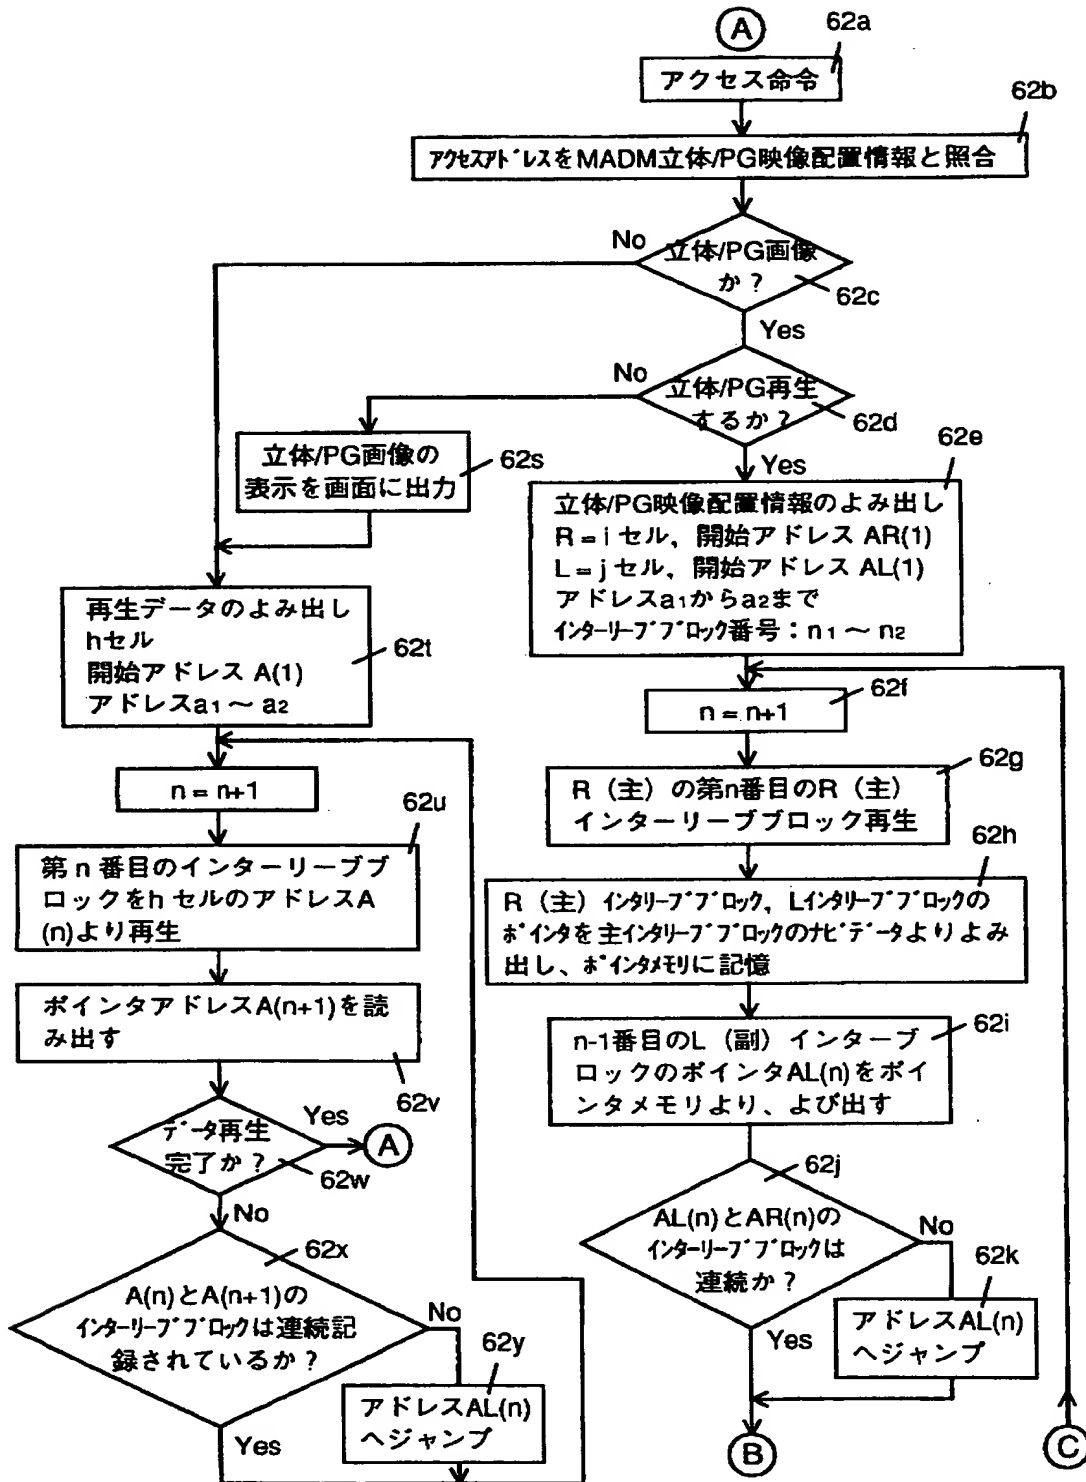 A
62a
アクセス命令
62b
アクセスアドレスをMADM立体/PG映像配置情報と照合
No
立体/PG画像
か？
62c
Yes
No
立体/PG再生
するか？
62d
立体/PG画像の
表示を画面に出力
62s
Yes
62e
立体/PG映像配置情報のよみ出し
R=iセル, 開始アドレス AR(1)
L=jセル, 開始アドレス AL(1)
アドレスa1からa2まで
インターリーブブロック番号：n1～n2
再生データのよみ出し
hセル
開始アドレス A(1)
アドレスa1～a2
62t
62f
n=n+1
n=n+1
62g
R（主）の第n番目のR（主）
インターリーブブロック再生
62u
第n番目のインターリーブブ
ロックをhセルのアドレスA
(n)より再生
62h
R（主）インタリーブブロック, Lインタリーブブロックの
ポインタを主インタリーブブロックのナビデータよりよみ
出し、ポインタメモリに記憶
ポインタアドレスA(n+1)を読
み出す
62v
62i
n-1番目のL（副）インターブ
ロックのポインタAL(n)をポイ
ンタメモリより、よび出す
データ再生
完了か？
Yes
A
62w
No
62j
AL(n)とAR(n)の
インターリーブブロックは
連続か？
No
62k
アドレスAL(n)
へジャンプ
Yes
62x
A(n)とA(n+1)の
インターリーブブロックは連続記
録されているか？
No
62y
アドレスAL(n)
へジャンプ
Yes
B
C